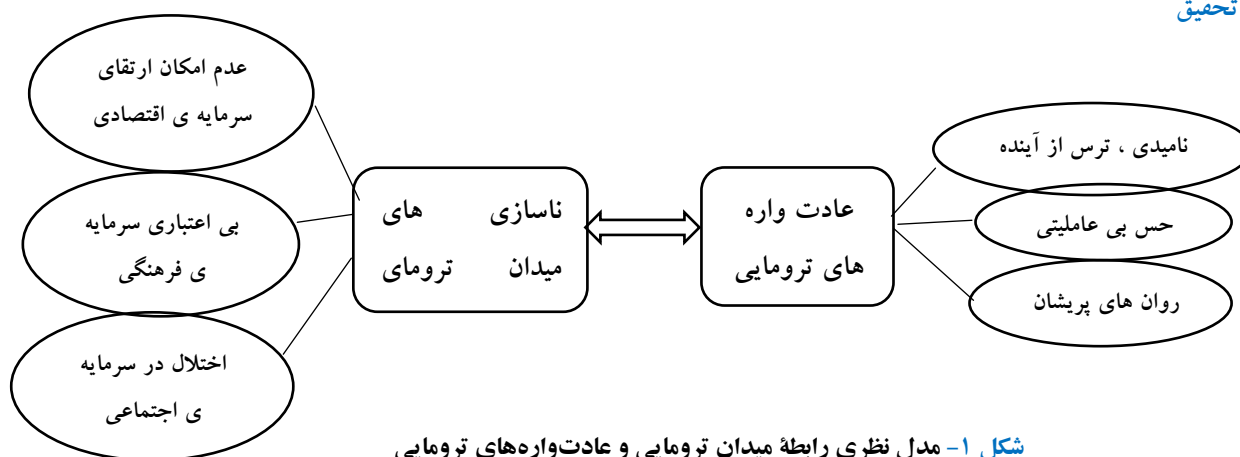 تحقیق
عدم امکان ارتقای
سرمایه ی اقتصادی
بی اعتباری سرمایه
ی فرهنگی
اختلال در سرمایه
ی اجتماعی
ناسازی های
میدان ترومای
عادت واره
های ترومایی
نامیدی ، ترس از آینده
حس بی عاملیتی
روان های پریشان
شکل ۱- مدل نظری رابطۀ میدان ترومایی و عادت‌واره‌های ترومایی